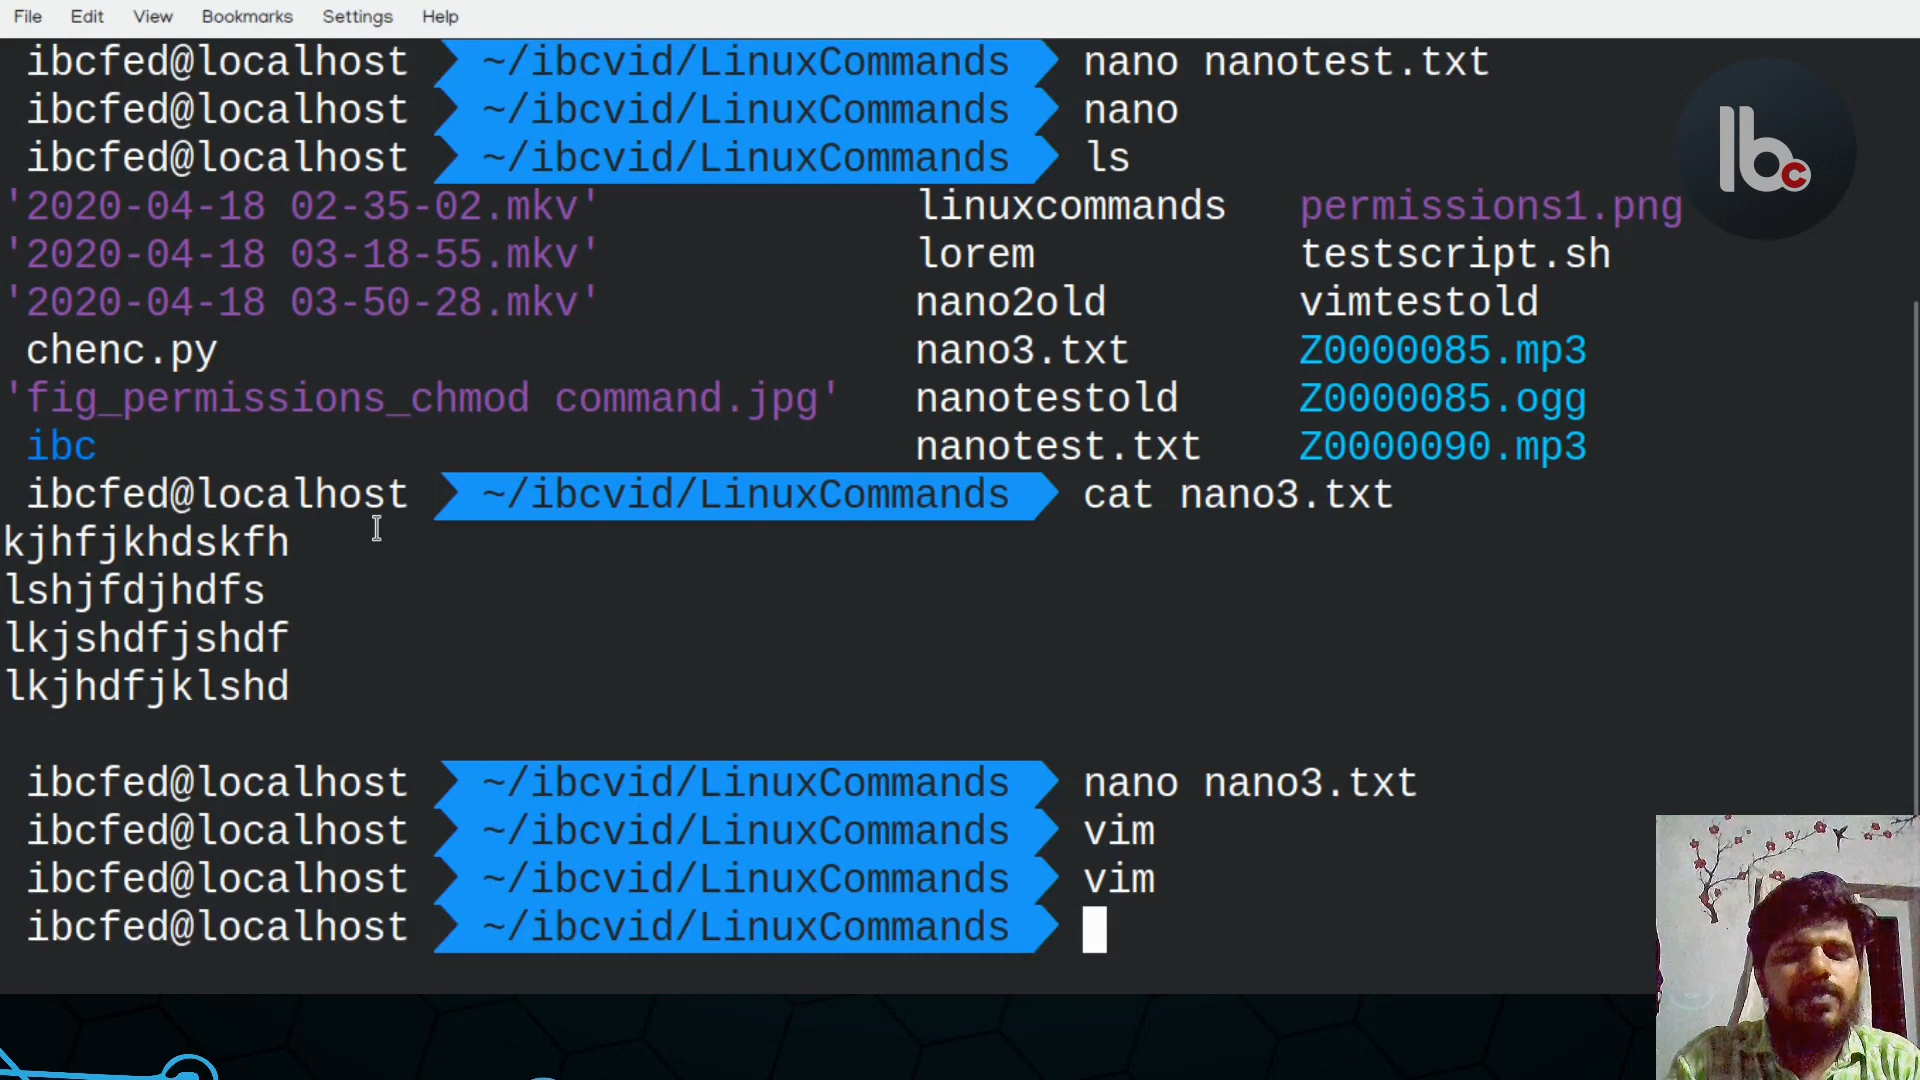 File Edit View Bookmarks Settings Help
ibcfed@localhost ~/ibcvid/LinuxCommands nano nanotest.txt
ibcfed@localhost ~/ibcvid/LinuxCommands nano
ibcfed@localhost ~/ibcvid/LinuxCommands ls
'2020-04-18 02-35-02.mkv' linuxcommands permissions1.png
'2020-04-18 03-18-55.mkv' lorem testscript.sh
'2020-04-18 03-50-28.mkv' nano2old vimtestold
chenc.py nano3.txt Z0000085.mp3
'fig_permissions_chmod command.jpg' nanotestold Z0000085.ogg
ibc nanotest.txt Z0000090.mp3
ibcfed@localhost ~/ibcvid/LinuxCommands cat nano3.txt
kjhfjkhdskfh
lshjfdjhdfs
lkjshdfjshdf
lkjhdfjklshd
ibcfed@localhost ~/ibcvid/LinuxCommands nano nano3.txt
ibcfed@localhost ~/ibcvid/LinuxCommands vim
ibcfed@localhost ~/ibcvid/LinuxCommands vim
ibcfed@localhost ~/ibcvid/LinuxCommands
Ibc